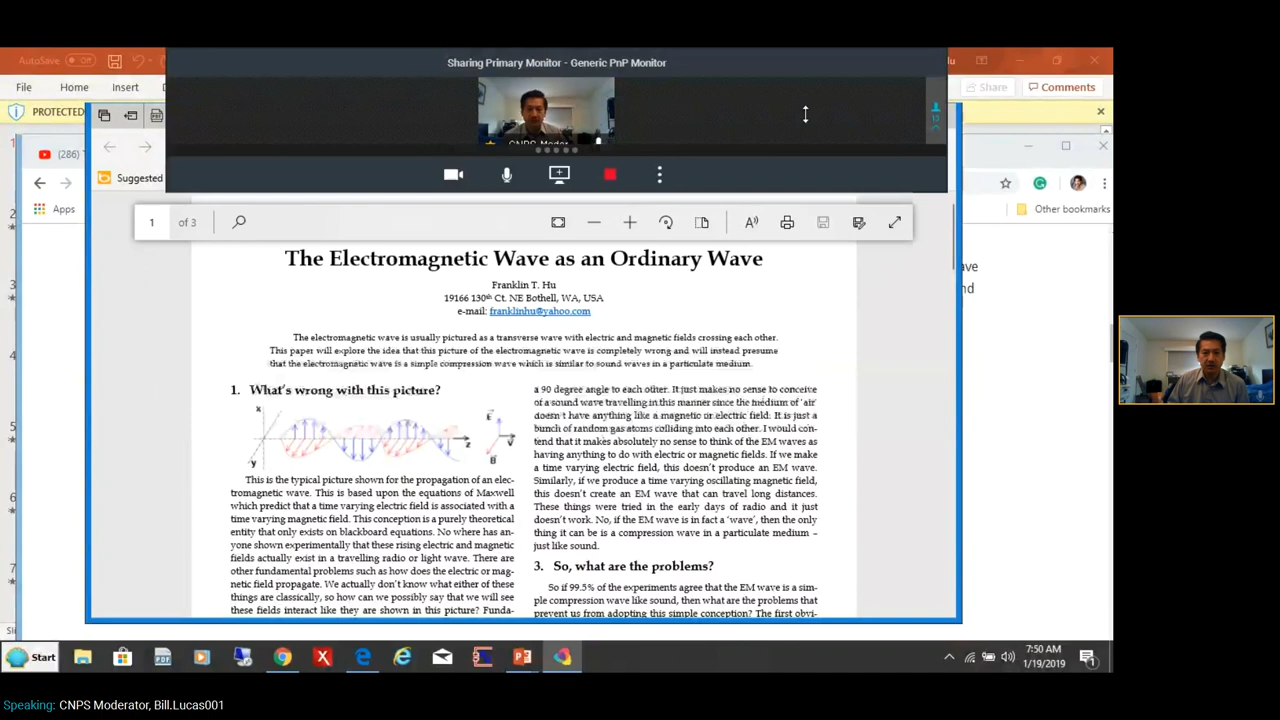 Sharing Primary Monitor - Generic PnP Monitor
AutoSave Off
File Home Insert
Share Comments
PROTECTED
CNPS Moder
(286)
Suggested
Apps
Other bookmarks
1 of 3
The Electromagnetic Wave as an Ordinary Wave
Franklin T. Hu
19166 130th Ct. NE Bothell, WA, USA
e-mail: franklinhu@yahoo.com
The electromagnetic wave is usually pictured as a transverse wave with electric and magnetic fields crossing each other.
This paper will explore the idea that this picture of the electromagnetic wave is completely wrong and will instead presume
that the electromagnetic wave is a simple compression wave which is similar to sound waves in a particulate medium.
1. What's wrong with this picture?
x
y
z
E
V
B
This is the typical picture shown for the propagation of an elec-
tromagnetic wave. This is based upon the equations of Maxwell
which predict that a time varying electric field is associated with a
time varying magnetic field. This conception is a purely theoretical
entity that only exists on blackboard equations. No where has an-
yone shown experimentally that these rising electric and magnetic
fields actually exist in a travelling radio or light wave. There are
other fundamental problems such as how does the electric or mag-
netic field propagate. We actually don't know what either of these
things are classically, so how can we possibly say that we will see
these fields interact like they are shown in this picture? Funda-
a 90 degree angle to each other. It just makes no sense to conceive
of a sound wave travelling in this manner since the medium of 'air'
doesn't have anything like a magnetic or electric field. It is just a
bunch of random gas atoms colliding into each other. I would con-
tend that it makes absolutely no sense to think of the EM waves as
having anything to do with electric or magnetic fields. If we make
a time varying electric field, this doesn't produce an EM wave.
Similarly, if we produce a time varying oscillating magnetic field,
this doesn't create an EM wave that can travel long distances.
These things were tried in the early days of radio and it just
doesn't work. No, if the EM wave is in fact a 'wave', then the only
thing it can be is a compression wave in a particulate medium –
just like sound.
3. So, what are the problems?
So if 99.5% of the experiments agree that the EM wave is a sim-
ple compression wave like sound, then what are the problems that
prevent us from adopting this simple conception? The first obvi-
1
2
3
4
5
6
7
Start
7:50 AM
1/19/2019
Speaking: CNPS Moderator, Bill.Lucas001